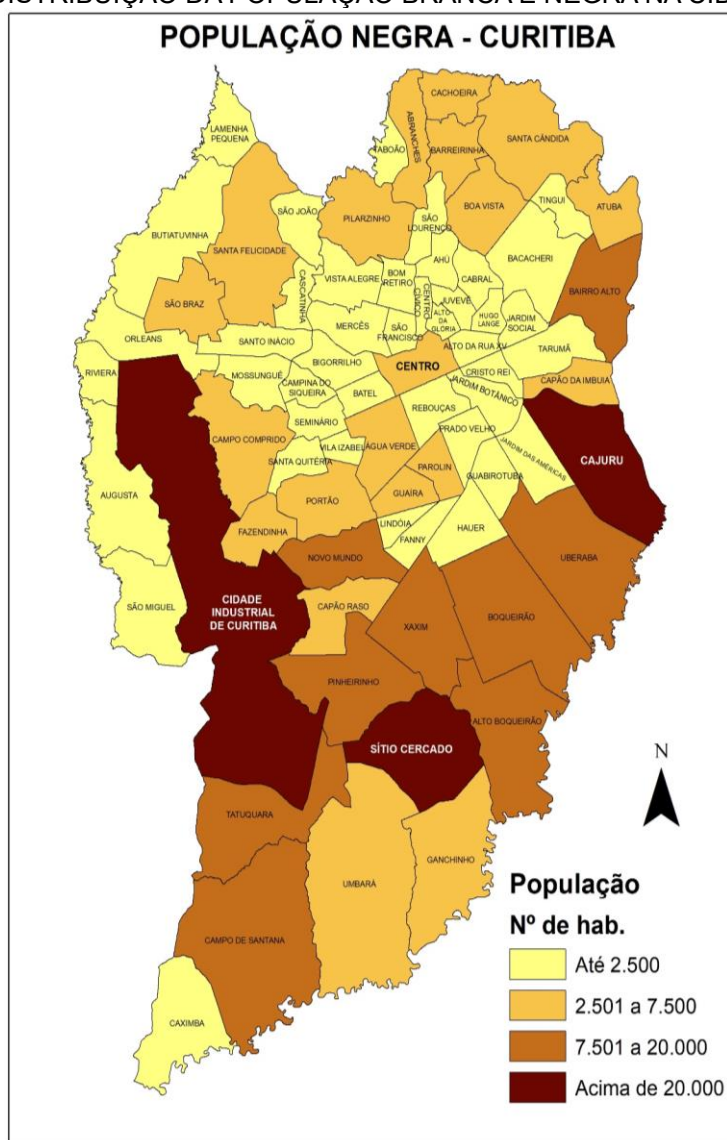 DISTRIBUIÇÃO DA POPULAÇÃO BRANCA E NEGRA NA
POPULAÇÃO NEGRA - CURITIBA
CACHOEIRA
LAMENHA
PEQUENA
ABRANCHES
TABOÃO
BARREIRINHA
SANTA CÂNDIDA
SÃO JOÃO
PILARZINHO
SÃO
LOURENÇO
BOA VISTA
TINGUI
ATUBA
BUTIATUVINHA
SANTA FELICIDADE
AHÚ
BACACHERI
CASCATINHA
VISTA ALEGRE
BOM
RETIRO
CENTRO
CÍVICO
CABRAL
BAIRRO ALTO
SÃO BRAZ
JUVEVÊ
ALTO
DA
GLORIA
HUGO
LANGE
JARDIM
SOCIAL
MERCÊS
SÃO
FRANCISCO
ORLEANS
SANTO INÁCIO
ALTO DA RUA XV
TARUMÃ
BIGORRILHO
CENTRO
CRISTO REI
RIVIERA
MOSSUNGUÊ
CAMPINA DO
SIQUEIRA
BATEL
JARDIM BOTÂNICO
CAPÃO DA IMBUIA
REBOUÇAS
SEMINÁRIO
PRADO VELHO
CAMPO COMPRIDO
VILA IZABEL
ÁGUA VERDE
JARDIM DAS AMÉRICAS
CAJURU
SANTA QUITÉRIA
PAROLIN
GUABIROTUBA
AUGUSTA
PORTÃO
GUAÍRA
LINDÓIA
FAZENDINHA
FANNY
HAUER
NOVO MUNDO
UBERABA
CIDADE
INDUSTRIAL
DE CURITIBA
SÃO MIGUEL
CAPÃO RASO
XAXIM
BOQUEIRÃO
PINHEIRINHO
ALTO BOQUEIRÃO
SÍTIO CERCADO
N
TATUQUARA
GANCHINHO
UMBARÁ
CAMPO DE SANTANA
CAXIMBA
População
Nº de hab.
Até 2.500
2.501 a 7.500
7.501 a 20.000
Acima de 20.000